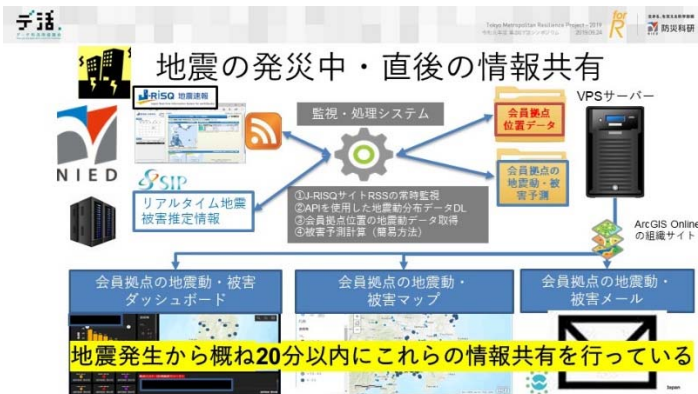 デ活。
データ活用協議会
Tokyo Metropolitan Resilience Project - 2019
for R
防災科研
NIED
地震の発災中・直後の情報共有
J-RISQ 地震速報
監視・処理システム
会員拠点
位置データ
VPSサーバー
NIED
SIP
リアルタイム地震
被害推定情報
①J-RISQサイトRSSの常時監視
②APIを使用した地震動分布データDL
③会員拠点位置の地震動データ取得
④被害予測計算（簡易方法）
会員拠点の
地震動・被
害予測
ArcGIS Online
の組織サイト
会員拠点の地震動・被害
ダッシュボード
会員拠点の地震動・
被害マップ
会員拠点の地震動・
被害メール
地震発生から概ね20分以内にこれらの情報共有を行っている